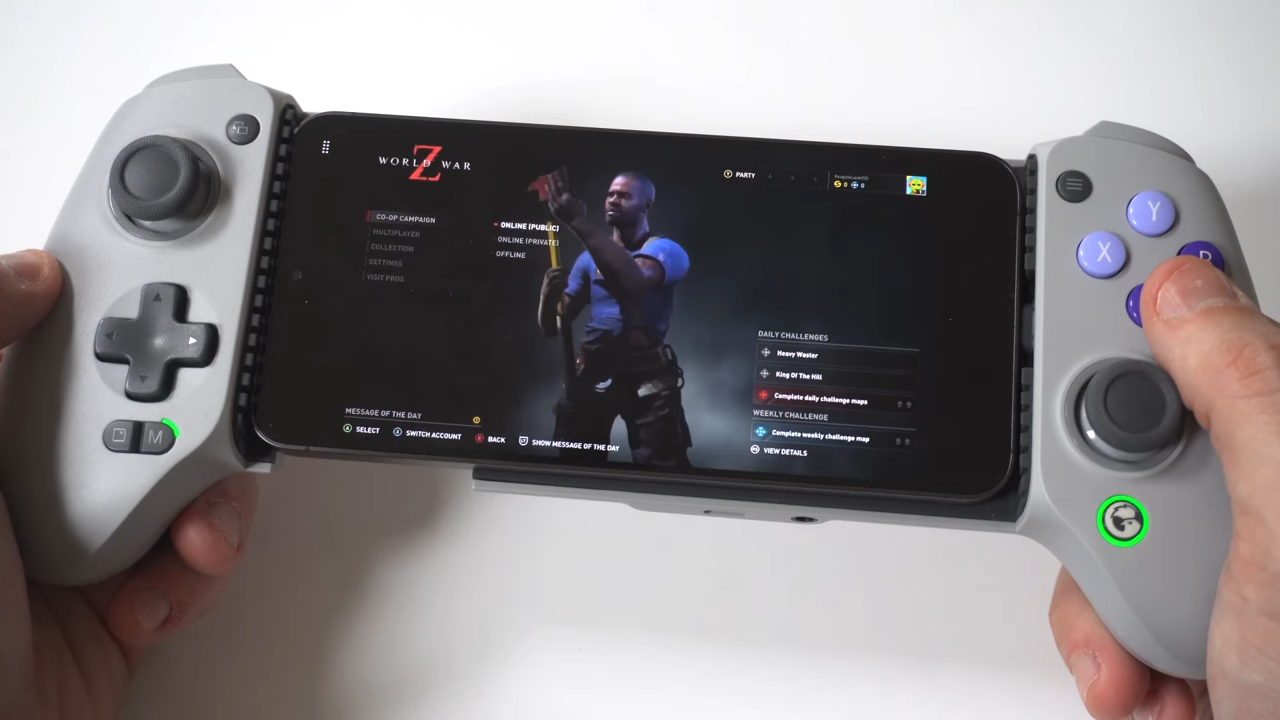 WORLD WAR Z
Y PARTY
0 0
CO-OP CAMPAIGN
MULTIPLAYER
COLLECTION
SETTINGS
VISIT PROS
ONLINE (PUBLIC)
ONLINE (PRIVATE)
OFFLINE
DAILY CHALLENGES
Heavy Waster
King Of The Hill
Complete daily challenge maps
WEEKLY CHALLENGE
Complete weekly challenge map
VIEW DETAILS
MESSAGE OF THE DAY
A SELECT
X SWITCH ACCOUNT
B BACK
SHOW MESSAGE OF THE DAY
Y
X
M